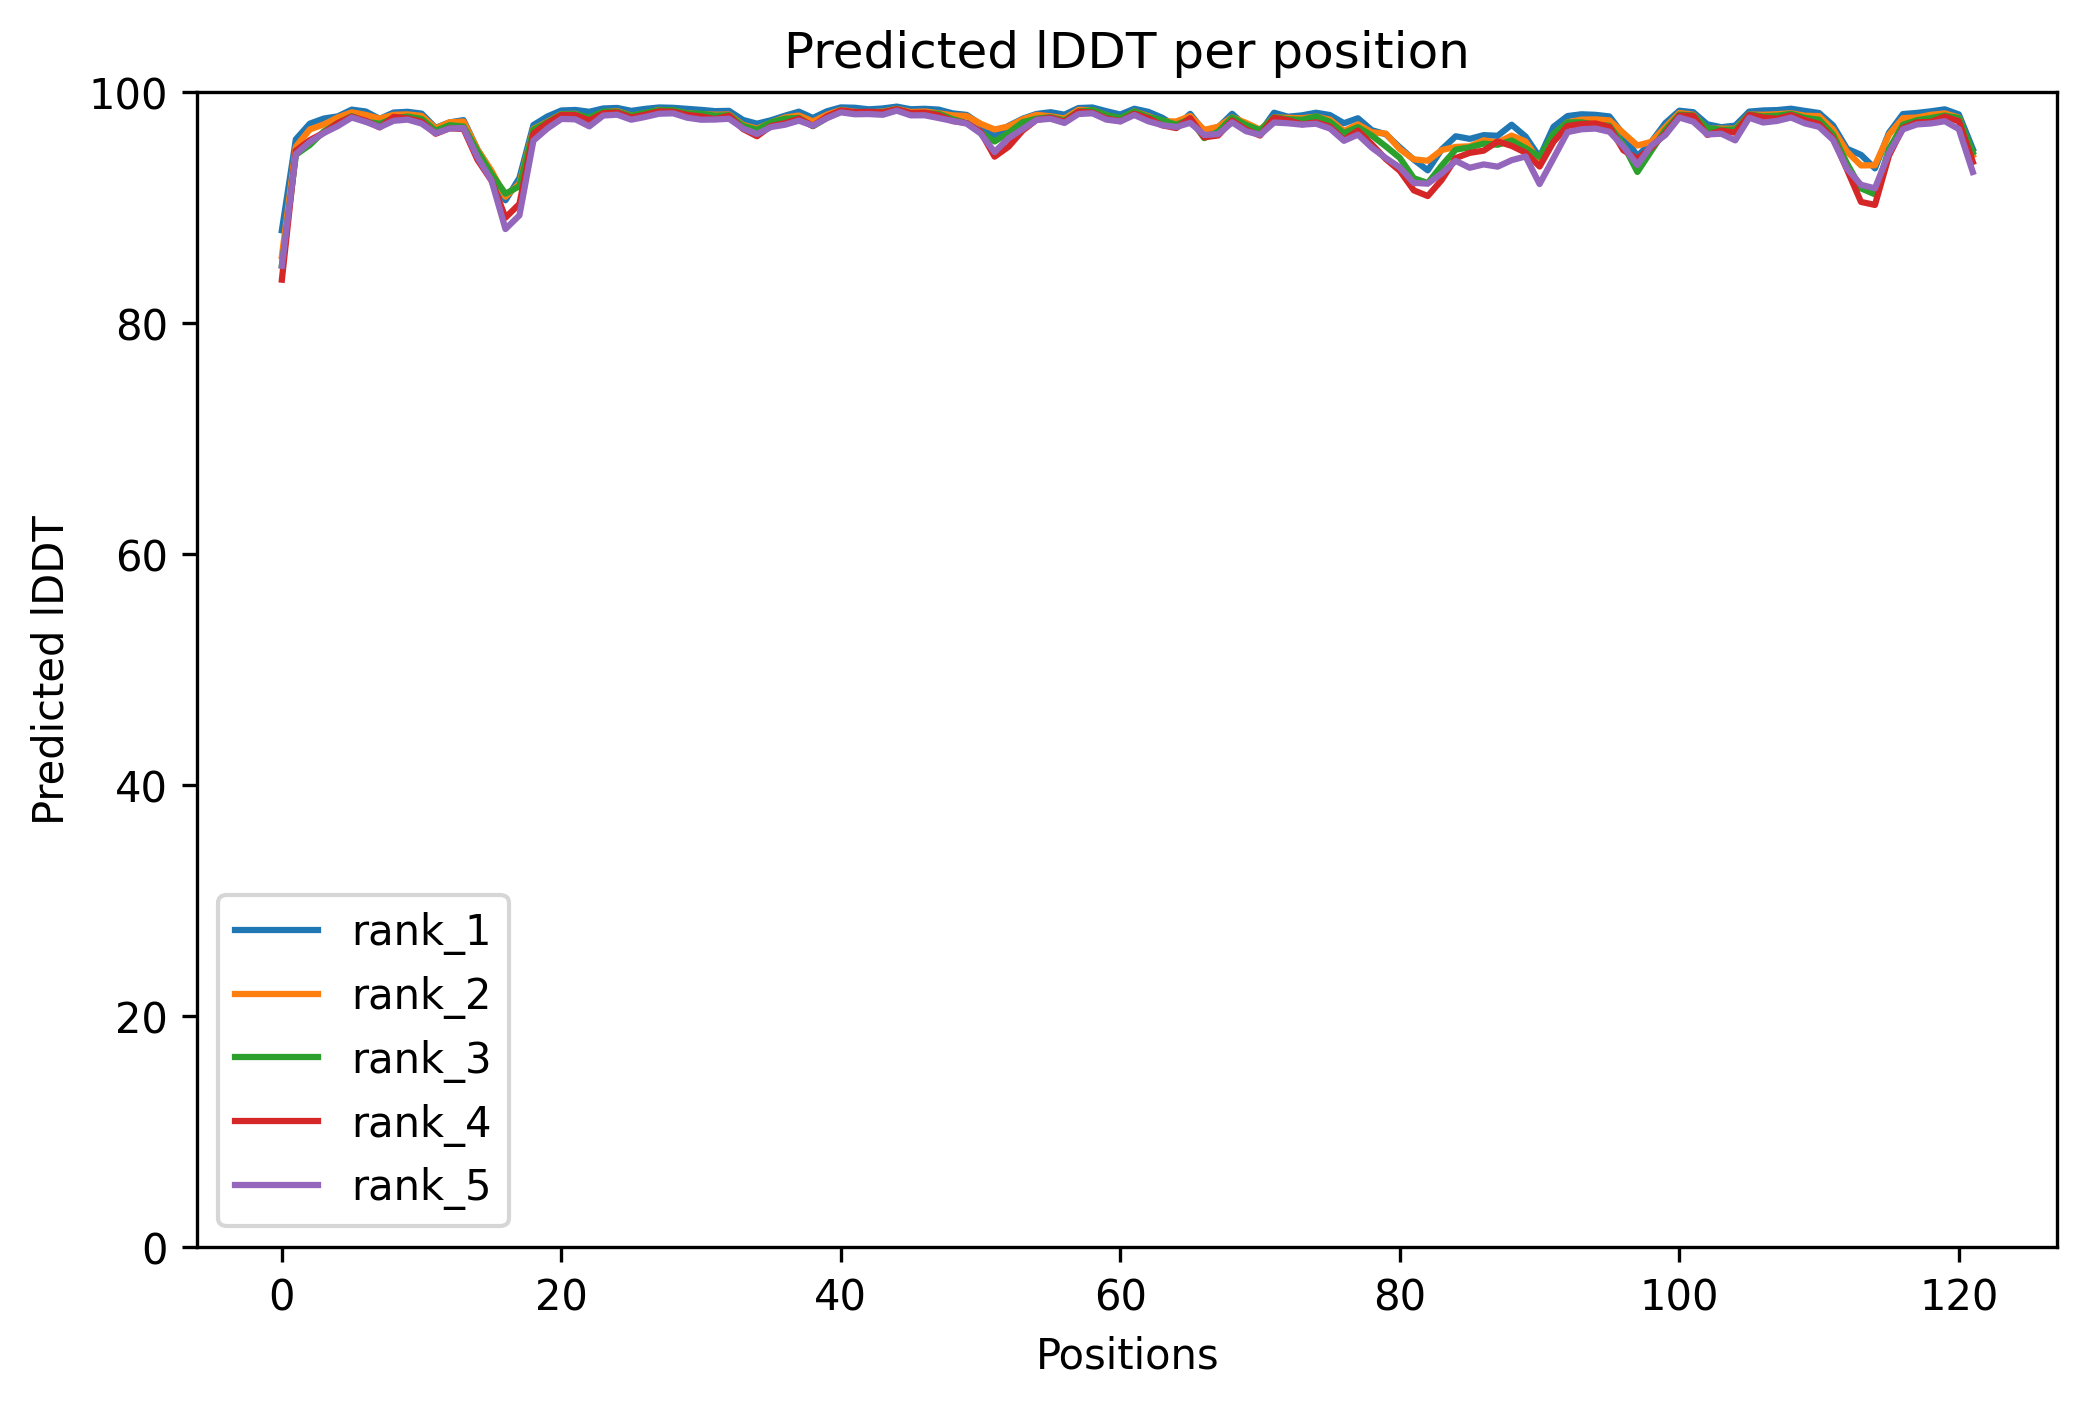 Predicted lDDT per position
100
80
60
40
20
0
Predicted lDDT
rank_1
rank_2
rank_3
rank_4
rank_5
0 20 40 60 80 100 120
Positions